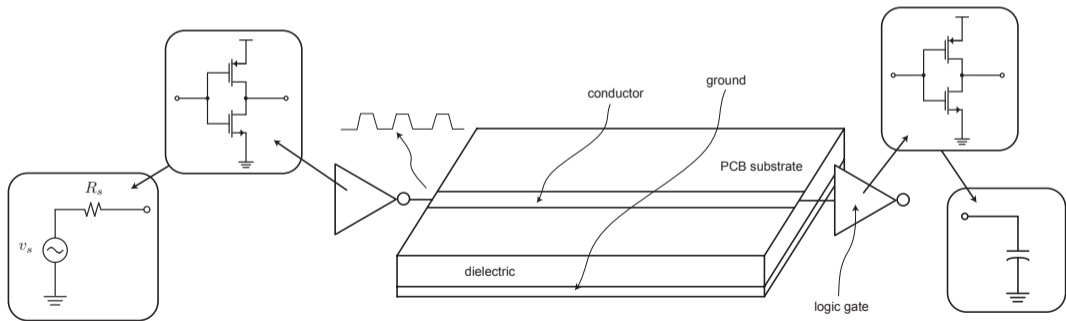 ground
conductor
PCB substrate
R_s
v_s
dielectric
logic gate